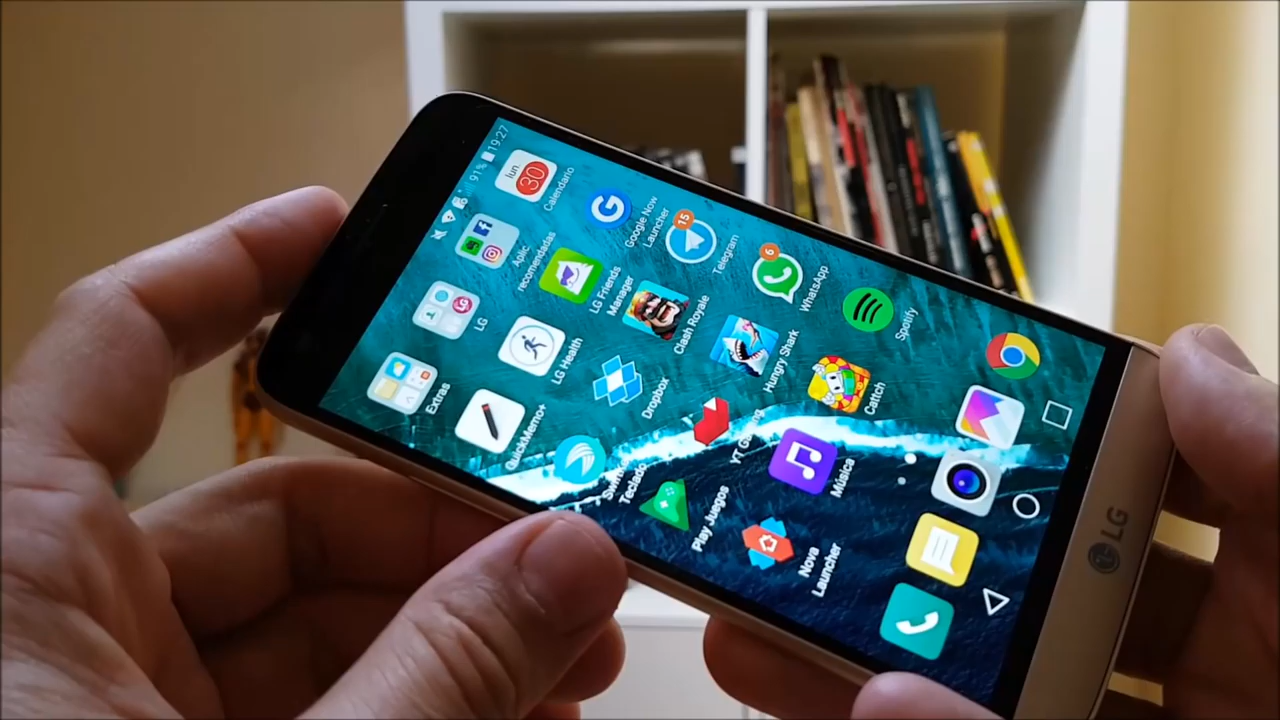 91% 19:27
lun
30
Extras
LG
LG
Aplic
recomendadas
Calendario
QuickMemo+
LG Health
LG Friends
Manager
G
Google Now
Launcher
Teclado
Dropbox
Clash Royale
15
Telegram
Play Juegos
YT Gaming
Hungry Shark
6
WhatsApp
Nova
Launcher
Música
Cattch
Spotify
LG